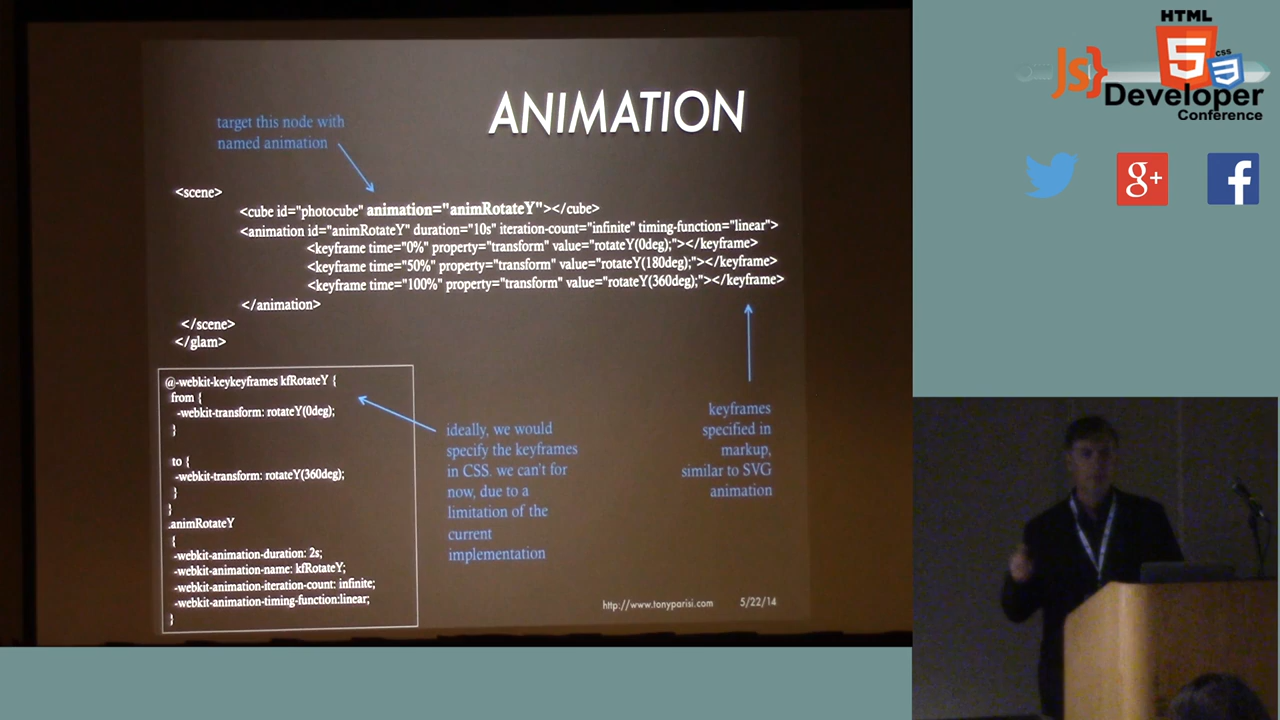 ANIMATION
target this node with
named animation
<scene>
<cube id="photocube" animation="animRotateY"></cube>
<animation id="animRotateY" duration="10s" iteration-count="infinite" timing-function="linear">
<keyframe time="0%" property="transform" value="rotateY(0deg);"></keyframe>
<keyframe time="50%" property="transform" value="rotateY(180deg);"></keyframe>
<keyframe time="100%" property="transform" value="rotateY(360deg);"></keyframe>
</animation>
</scene>
</glam>
@-webkit-keykeyframes kfRotateY {
from {
-webkit-transform: rotateY(0deg);
}
to {
-webkit-transform: rotateY(360deg);
}
}
.animRotateY
{
-webkit-animation-duration: 2s;
-webkit-animation-name: kfRotateY;
-webkit-animation-iteration-count: infinite;
-webkit-animation-timing-function:linear;
}
ideally, we would
specify the keyframes
in CSS. we can't for
now, due to a
limitation of the
current
implementation
keyframes
specified in
markup,
similar to SVG
animation
http://www.tonyparisi.com 5/22/14
HTML
5
css
3
JS}
Developer
Conference
g+
f